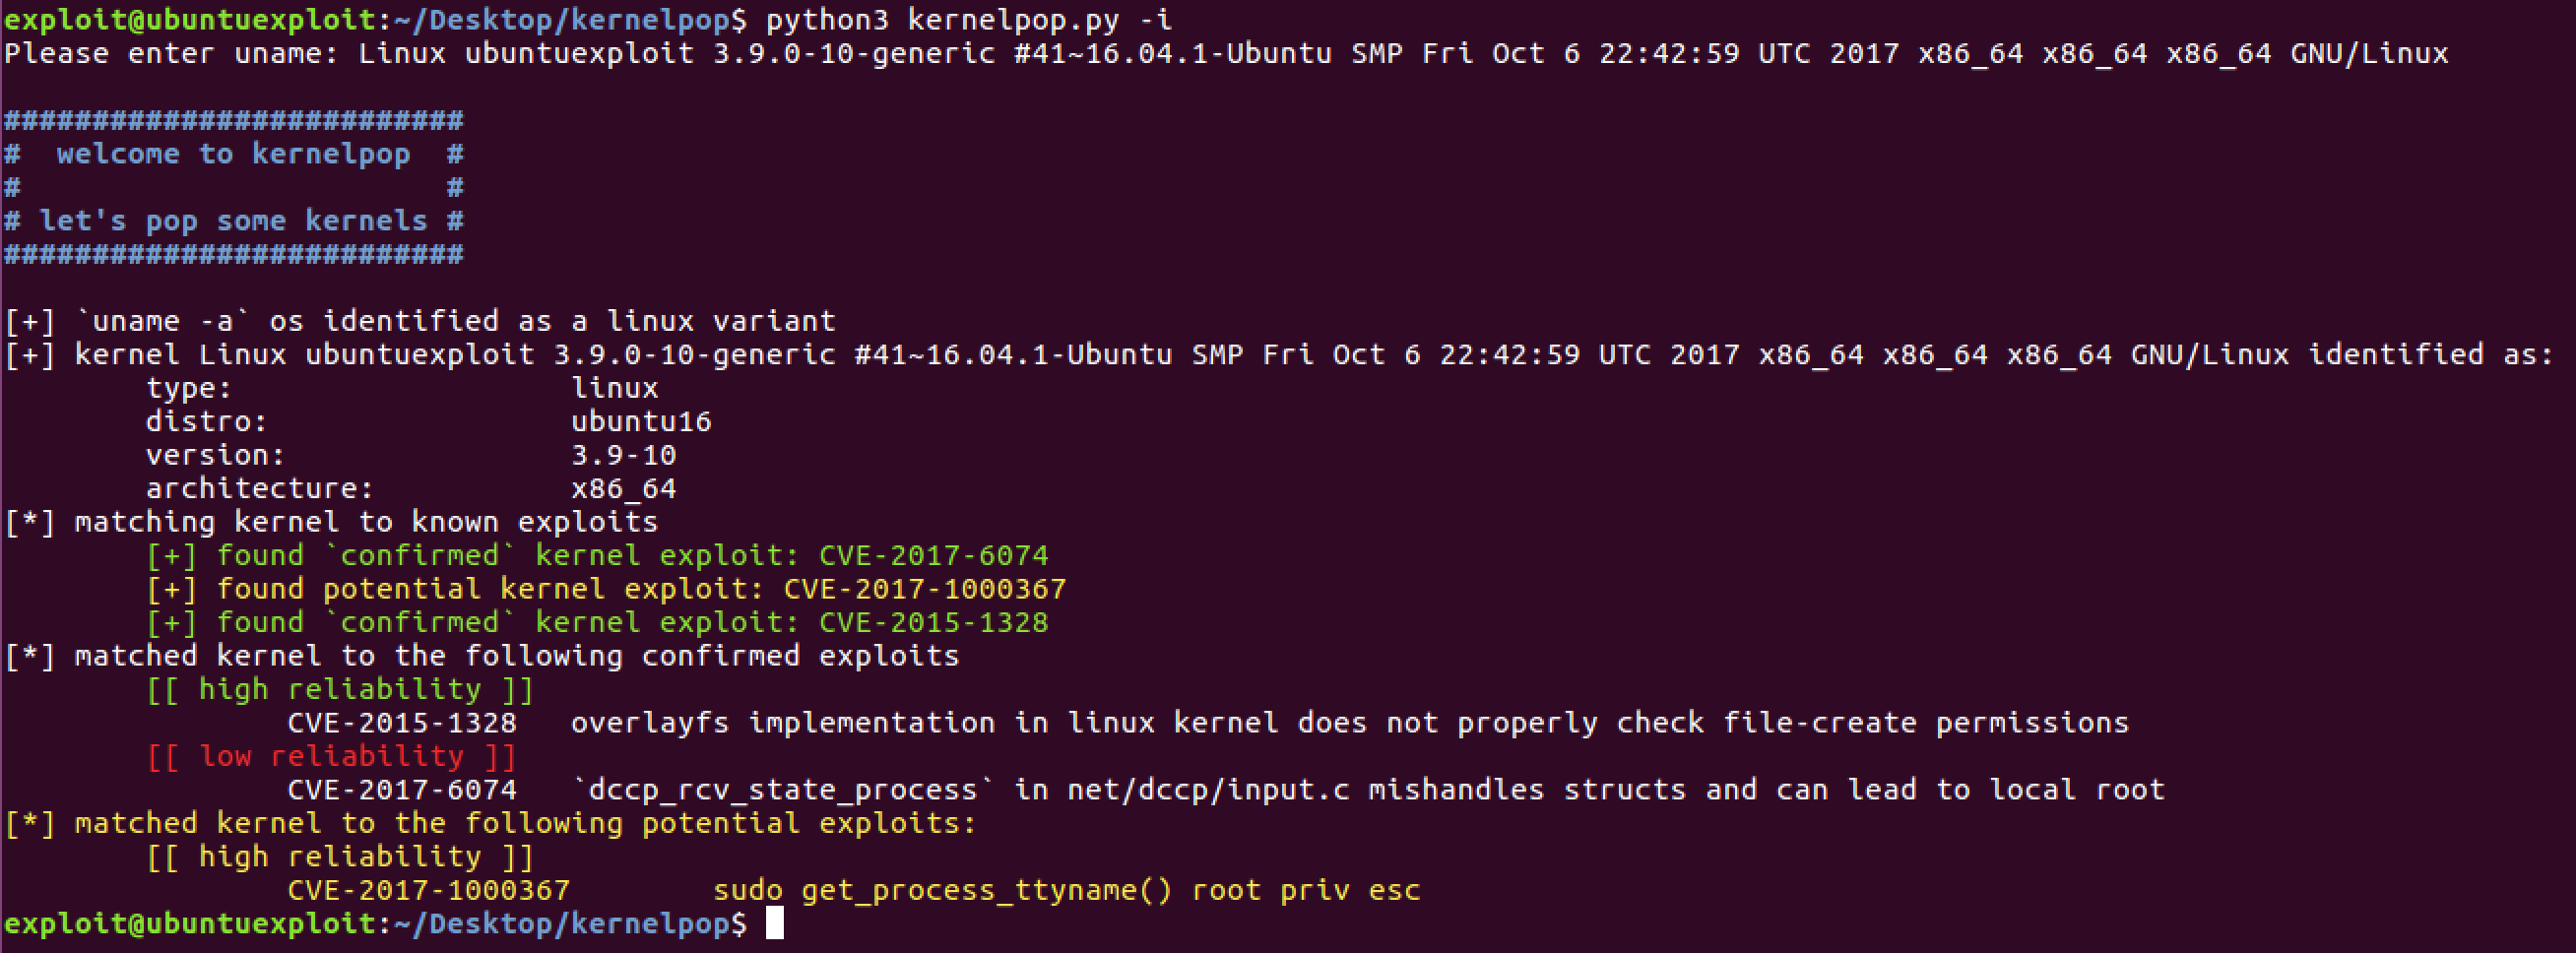 exploit@ubuntuexploit:~/Desktop/kernelpop$ python3 kernelpop.py -i
Please enter uname: Linux ubuntuexploit 3.9.0-10-generic #41~16.04.1-Ubuntu SMP Fri Oct 6 22:42:59 UTC 2017 x86_64 x86_64 x86_64 GNU/Linux
##########################
#  welcome to kernelpop  #
#                        #
# let's pop some kernels #
##########################
[+] `uname -a` os identified as a linux variant
[+] kernel Linux ubuntuexploit 3.9.0-10-generic #41~16.04.1-Ubuntu SMP Fri Oct 6 22:42:59 UTC 2017 x86_64 x86_64 x86_64 GNU/Linux identified as:
        type:                   linux
        distro:                 ubuntu16
        version:                3.9-10
        architecture:           x86_64
[*] matching kernel to known exploits
        [+] found `confirmed` kernel exploit: CVE-2017-6074
        [+] found potential kernel exploit: CVE-2017-1000367
        [+] found `confirmed` kernel exploit: CVE-2015-1328
[*] matched kernel to the following confirmed exploits
        [[ high reliability ]]
                CVE-2015-1328   overlayfs implementation in linux kernel does not properly check file-create permissions
        [[ low reliability ]]
                CVE-2017-6074   `dccp_rcv_state_process` in net/dccp/input.c mishandles structs and can lead to local root
[*] matched kernel to the following potential exploits:
        [[ high reliability ]]
                CVE-2017-1000367        sudo get_process_ttyname() root priv esc
exploit@ubuntuexploit:~/Desktop/kernelpop$